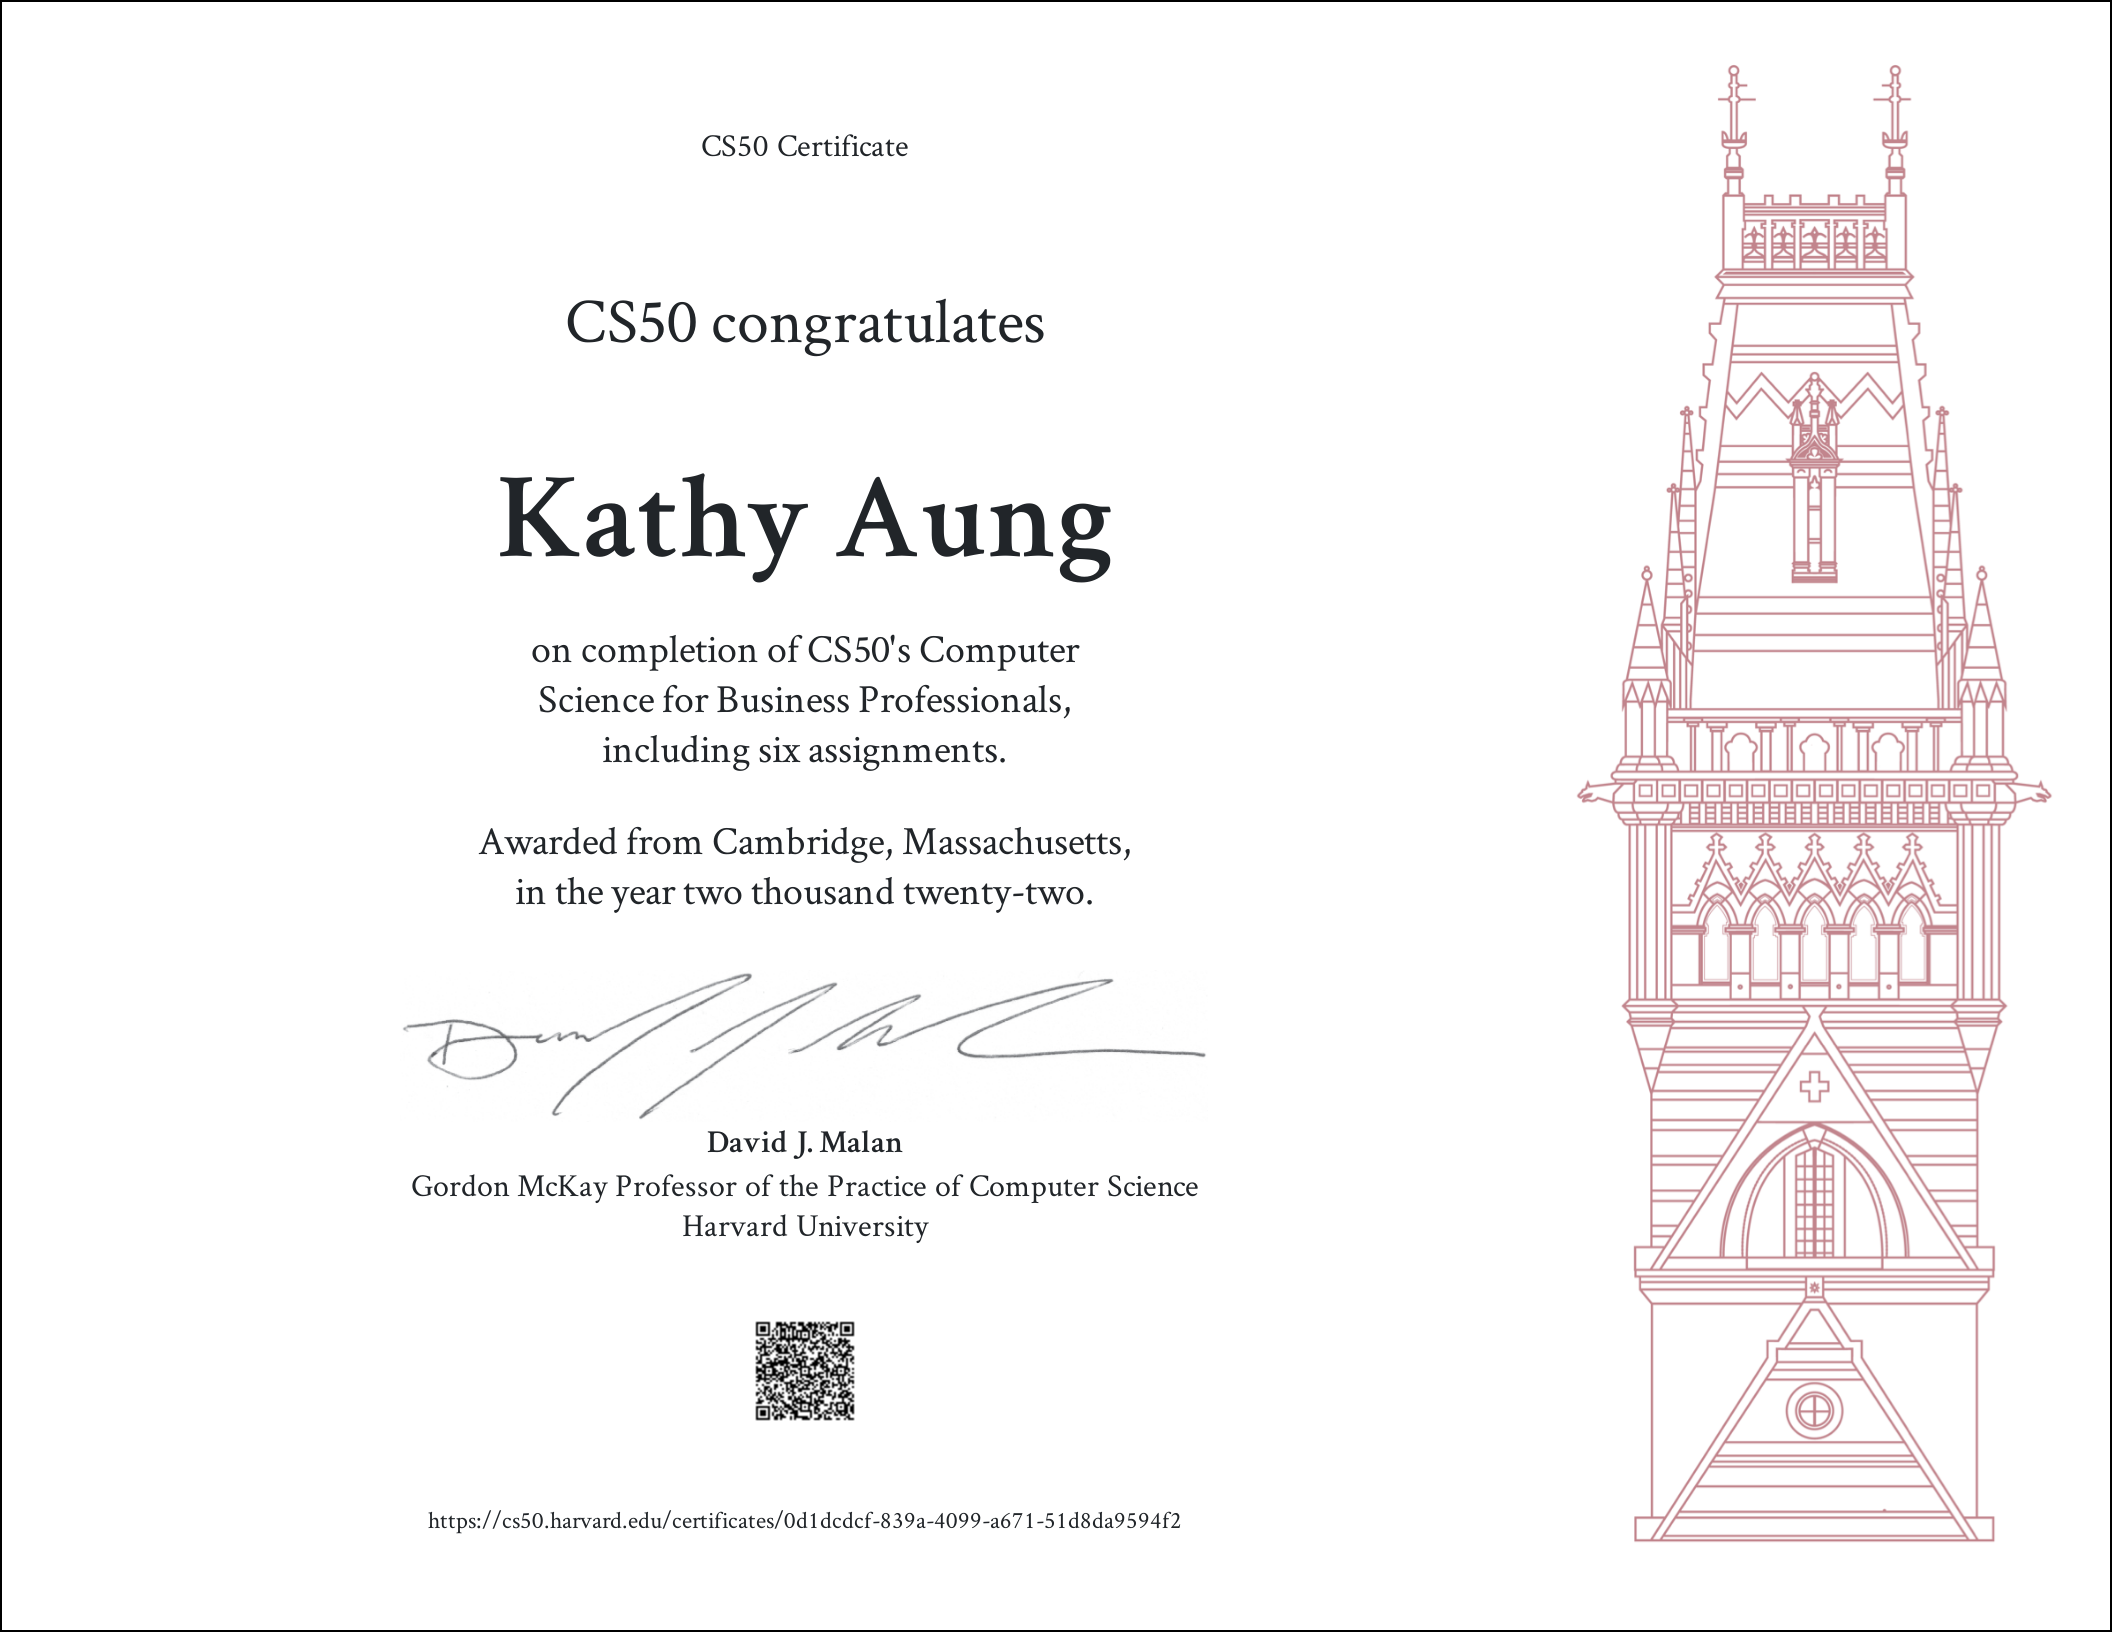 CS50 Certificate
CS50 congratulates
Kathy Aung
on completion of CS50's Computer
Science for Business Professionals,
including six assignments.
Awarded from Cambridge, Massachusetts,
in the year two thousand twenty-two.
David J. Malan
Gordon McKay Professor of the Practice of Computer Science
Harvard University
https://cs50.harvard.edu/certificates/0d1dcdcf-839a-4099-a671-51d8da9594f2